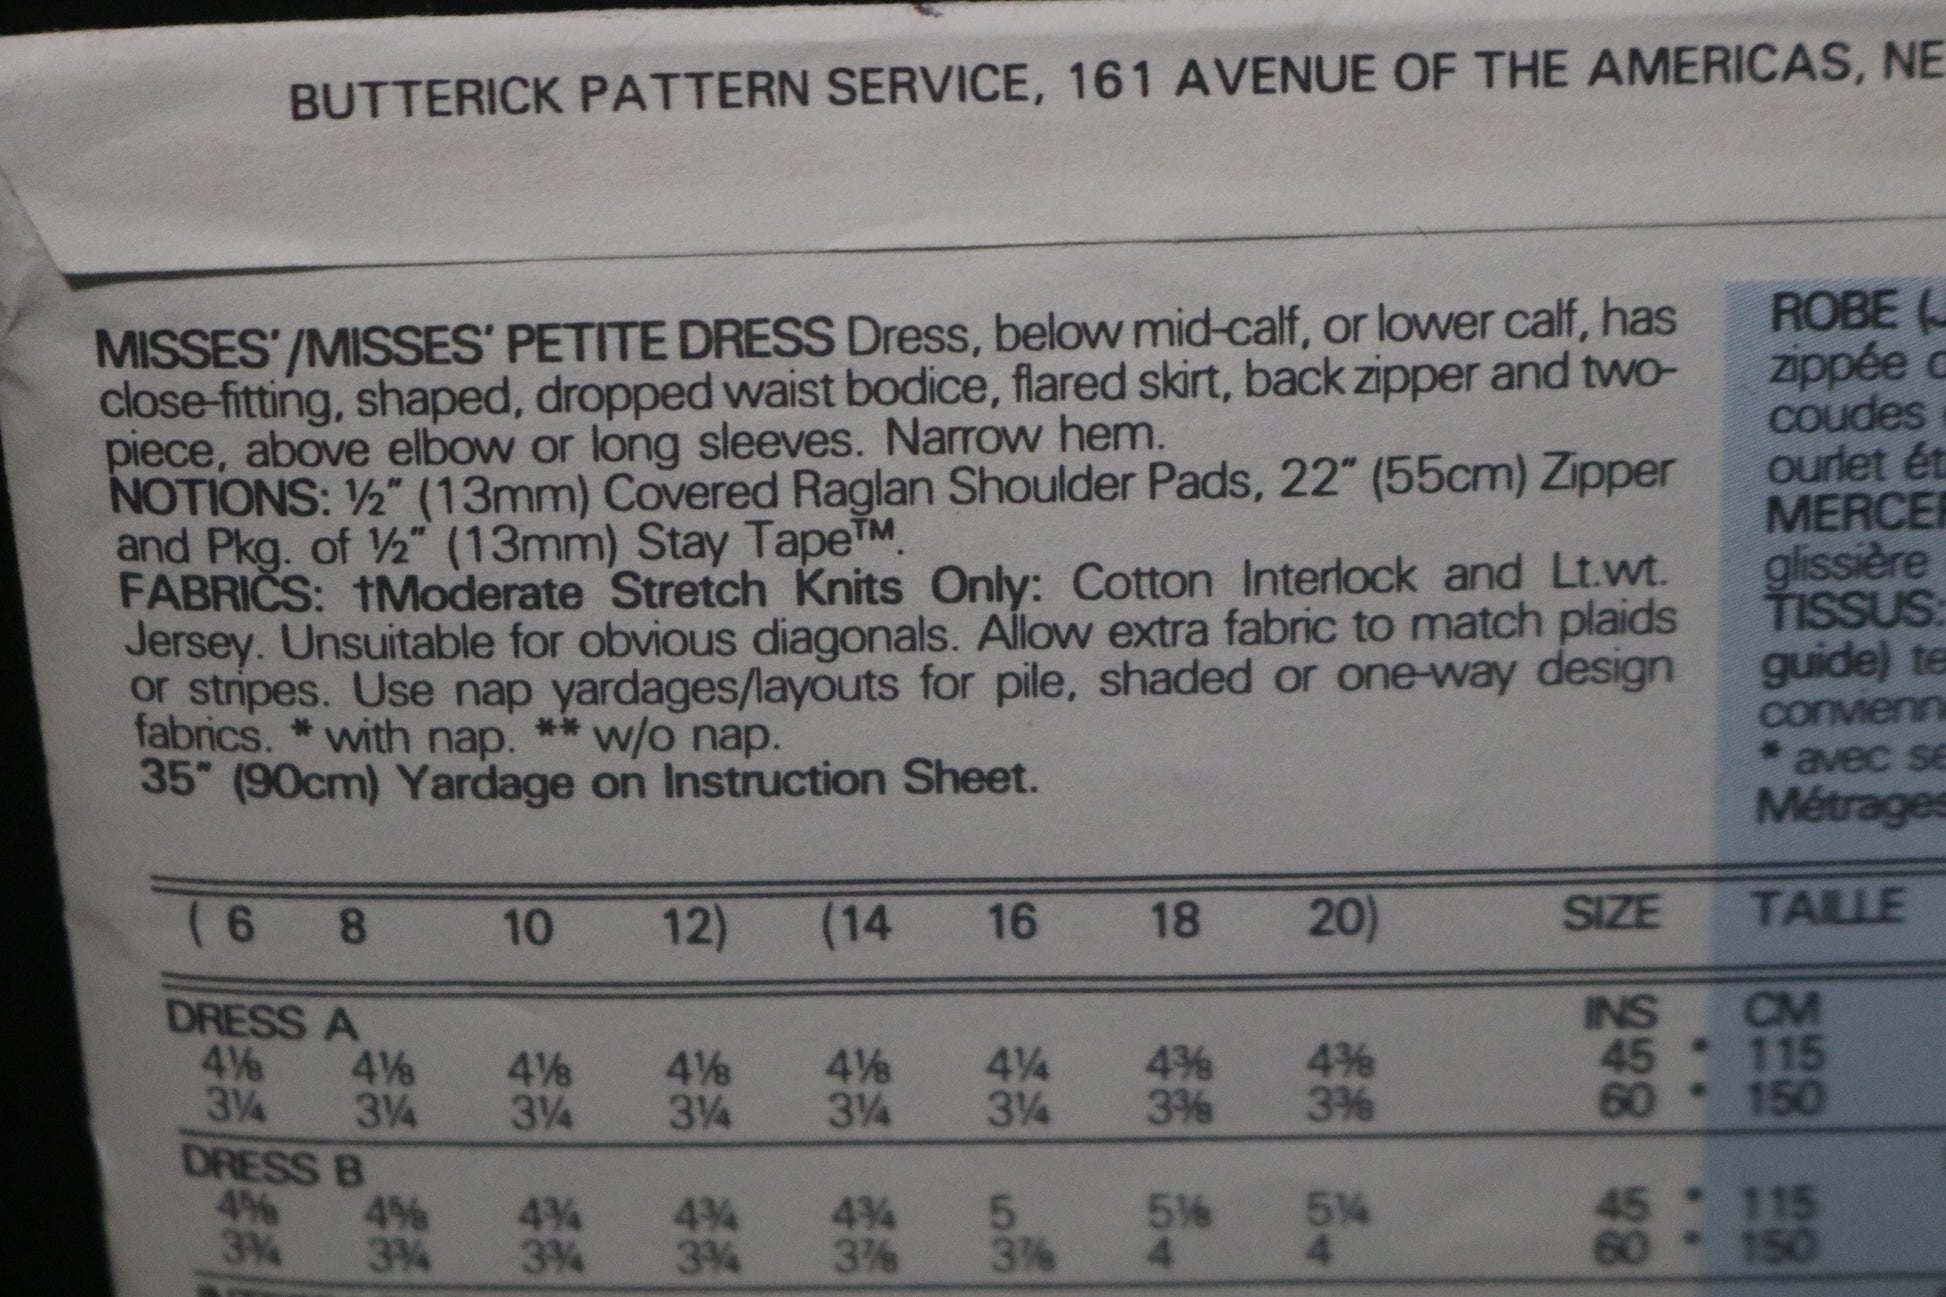 BUTTERICK PATTERN SERVICE, 161 AVENUE OF THE AMERICAS, NE
MISSES'/MISSES' PETITE DRESS Dress, below mid-calf, or lower calf, has
close-fitting, shaped, dropped waist bodice, flared skirt, back zipper and two-
piece, above elbow or long sleeves. Narrow hem.
NOTIONS: ½" (13mm) Covered Raglan Shoulder Pads, 22" (55cm) Zipper
and Pkg. of ½" (13mm) Stay Tape™.
FABRICS: †Moderate Stretch Knits Only: Cotton Interlock and Lt.wt.
Jersey. Unsuitable for obvious diagonals. Allow extra fabric to match plaids
or stripes. Use nap yardages/layouts for pile, shaded or one-way design
fabrics. * with nap. ** w/o nap.
35" (90cm) Yardage on Instruction Sheet.
ROBE (J
zippée
coudes
ourlet ét
MERCER
glissière
TISSUS:
guide) te
convienn
* avec se
Métrages
( 6 8 10 12) (14 16 18 20) SIZE TAILLE
DRESS A INS CM
4⅛ 4⅛ 4⅛ 4⅛ 4⅛ 4¼ 4⅜ 4⅜ 45 * 115
3¼ 3¼ 3¼ 3¼ 3¼ 3¼ 3⅜ 3⅜ 60 * 150
DRESS B
4⅝ 4⅝ 4¾ 4¾ 4¾ 5 5⅛ 5¼ 45 * 115
3¾ 3¾ 3¾ 3¾ 3⅞ 3⅞ 4 4 60 * 150